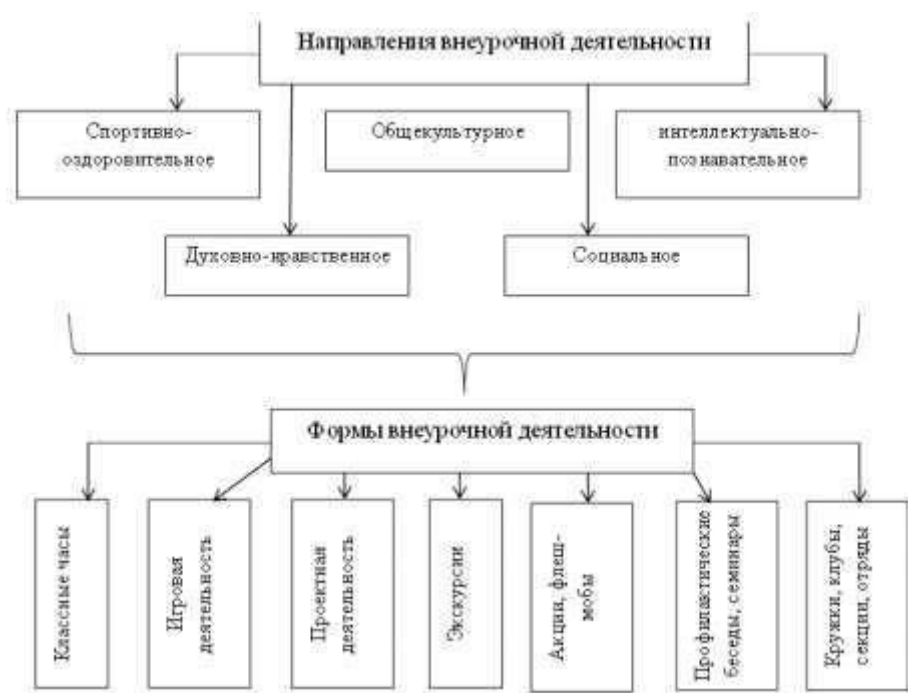 Направления внеурочной деятельности
Спортивно-
оздоровительное
Общекультурное
интеллектуально-
познавательное
Духовно-нравственное
Социальное
Формы внеурочной деятельности
Классные часы
Игровая
деятельность
Проектная
деятельность
Экскурсии
Акции, флеш-
мобы
Профилактические
беседы, семинары
Кружки, клубы,
секции, отряды